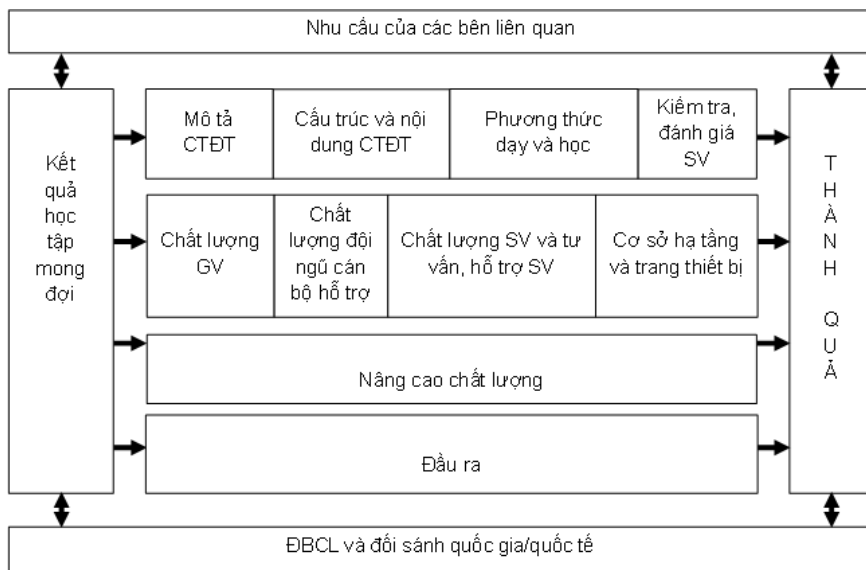 Nhu cầu của các bên liên quan
Kết
quả
học
tập
mong
đợi
Mô tả
CTĐT
Cấu trúc và nội
dung CTĐT
Phương thức
dạy và học
Kiểm tra,
đánh giá
SV
Chất lượng
GV
Chất
lượng đội
ngũ cán
bộ hỗ trợ
Chất lượng SV và tư
vấn, hỗ trợ SV
Cơ sở hạ tầng
và trang thiết bị
Nâng cao chất lượng
Đầu ra
T
H
À
N
H
Q
U
Ả
ĐBCL và đối sánh quốc gia/quốc tế